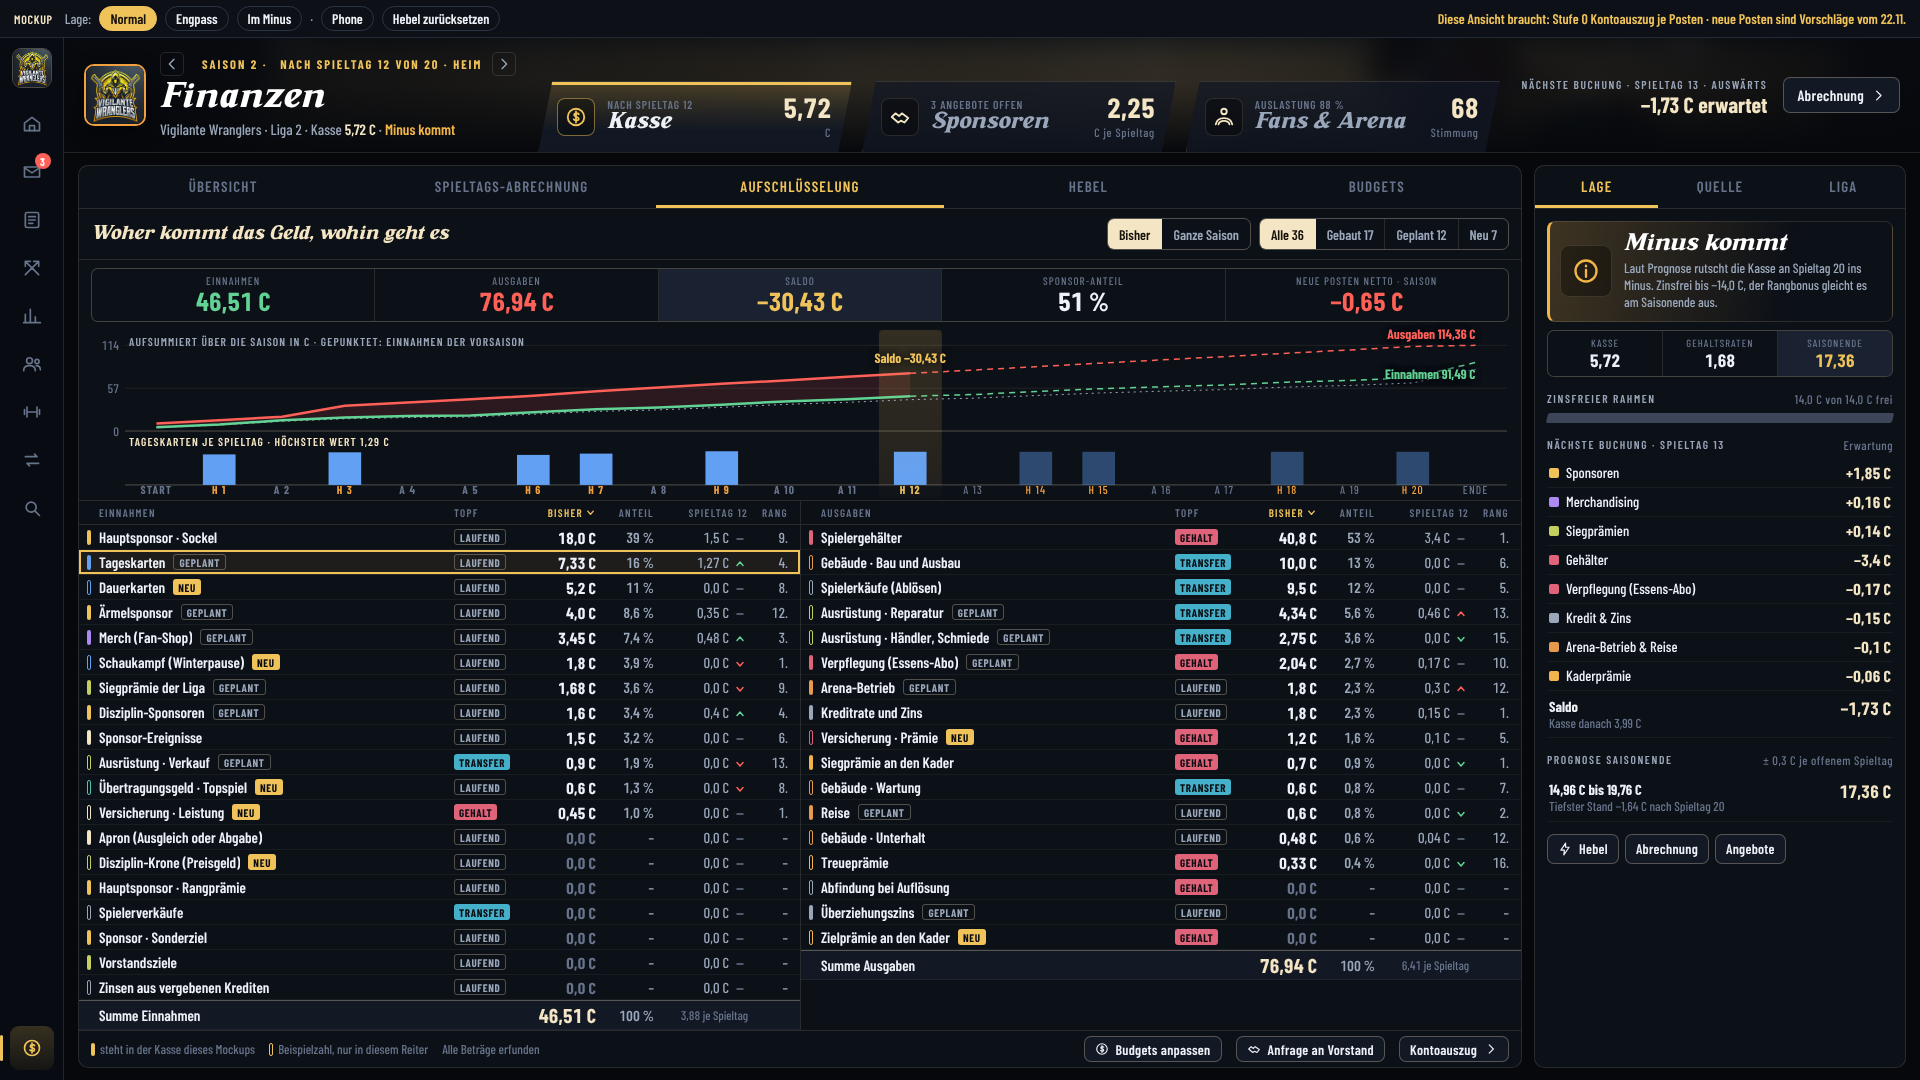 MOCKUP Lage: Normal Engpass Im Minus · Phone Hebel zurücksetzen
Diese Ansicht braucht: Stufe 0 Kontoauszug je Posten · neue Posten sind Vorschläge vom 22.11.
3
SAISON 2 · NACH SPIELTAG 12 VON 20 · HEIM
Finanzen
Vigilante Wranglers · Liga 2 · Kasse 5,72 C · Minus kommt
NACH SPIELTAG 12
Kasse
5,72
C
3 ANGEBOTE OFFEN
Sponsoren
2,25
C je Spieltag
AUSLASTUNG 88 %
Fans & Arena
68
Stimmung
NÄCHSTE BUCHUNG · SPIELTAG 13 · AUSWÄRTS
−1,73 C erwartet
Abrechnung
ÜBERSICHT SPIELTAGS-ABRECHNUNG AUFSCHLÜSSELUNG HEBEL BUDGETS
Woher kommt das Geld, wohin geht es
Bisher Ganze Saison
Alle 36 Gebaut 17 Geplant 12 Neu 7
EINNAHMEN
46,51 C
AUSGABEN
76,94 C
SALDO
−30,43 C
SPONSOR-ANTEIL
51 %
NEUE POSTEN NETTO · SAISON
−0,65 C
AUFSUMMIERT ÜBER DIE SAISON IN C · GEPUNKTET: EINNAHMEN DER VORSAISON
114
57
0
Saldo −30,43 C
Ausgaben 114,36 C
Einnahmen 91,49 C
TAGESKARTEN JE SPIELTAG · HÖCHSTER WERT 1,29 C
START H 1 A 2 H 3 A 4 A 5 H 6 H 7 A 8 H 9 A 10 A 11 H 12 A 13 H 14 H 15 A 16 A 17 H 18 A 19 H 20 ENDE
EINNAHMEN TOPF BISHER ANTEIL SPIELTAG 12 RANG
Hauptsponsor · Sockel LAUFEND 18,0 C 39 % 1,5 C – 9.
Tageskarten GEPLANT LAUFEND 7,33 C 16 % 1,27 C 4.
Dauerkarten NEU LAUFEND 5,2 C 11 % 0,0 C – 8.
Ärmelsponsor GEPLANT LAUFEND 4,0 C 8,6 % 0,35 C – 12.
Merch (Fan-Shop) GEPLANT LAUFEND 3,45 C 7,4 % 0,48 C 3.
Schaukampf (Winterpause) NEU LAUFEND 1,8 C 3,9 % 0,0 C 1.
Siegprämie der Liga GEPLANT LAUFEND 1,68 C 3,6 % 0,0 C 9.
Disziplin-Sponsoren GEPLANT LAUFEND 1,6 C 3,4 % 0,4 C 4.
Sponsor-Ereignisse LAUFEND 1,5 C 3,2 % 0,0 C – 6.
Ausrüstung · Verkauf GEPLANT TRANSFER 0,9 C 1,9 % 0,0 C 13.
Übertragungsgeld · Topspiel NEU LAUFEND 0,6 C 1,3 % 0,0 C 8.
Versicherung · Leistung NEU GEHALT 0,45 C 1,0 % 0,0 C – 1.
Apron (Ausgleich oder Abgabe) LAUFEND 0,0 C – 0,0 C – –
Disziplin-Krone (Preisgeld) NEU LAUFEND 0,0 C – 0,0 C – –
Hauptsponsor · Rangprämie LAUFEND 0,0 C – 0,0 C – –
Spielerverkäufe TRANSFER 0,0 C – 0,0 C – –
Sponsor · Sonderziel LAUFEND 0,0 C – 0,0 C – –
Vorstandsziele LAUFEND 0,0 C – 0,0 C – –
Zinsen aus vergebenen Krediten LAUFEND 0,0 C – 0,0 C – –
Summe Einnahmen 46,51 C 100 % 3,88 je Spieltag
AUSGABEN TOPF BISHER ANTEIL SPIELTAG 12 RANG
Spielergehälter GEHALT 40,8 C 53 % 3,4 C – 1.
Gebäude · Bau und Ausbau TRANSFER 10,0 C 13 % 0,0 C – 6.
Spielerkäufe (Ablösen) TRANSFER 9,5 C 12 % 0,0 C – 5.
Ausrüstung · Reparatur GEPLANT TRANSFER 4,34 C 5,6 % 0,46 C 13.
Ausrüstung · Händler, Schmiede GEPLANT TRANSFER 2,75 C 3,6 % 0,0 C 15.
Verpflegung (Essens-Abo) GEPLANT GEHALT 2,04 C 2,7 % 0,17 C – 10.
Arena-Betrieb GEPLANT LAUFEND 1,8 C 2,3 % 0,3 C 12.
Kreditrate und Zins LAUFEND 1,8 C 2,3 % 0,15 C – 1.
Versicherung · Prämie NEU GEHALT 1,2 C 1,6 % 0,1 C – 5.
Siegprämie an den Kader GEHALT 0,7 C 0,9 % 0,0 C 1.
Gebäude · Wartung TRANSFER 0,6 C 0,8 % 0,0 C – 7.
Reise GEPLANT LAUFEND 0,6 C 0,8 % 0,0 C 2.
Gebäude · Unterhalt LAUFEND 0,48 C 0,6 % 0,04 C – 12.
Treueprämie GEHALT 0,33 C 0,4 % 0,0 C 16.
Abfindung bei Auflösung GEHALT 0,0 C – 0,0 C – –
Überziehungszins GEPLANT LAUFEND 0,0 C – 0,0 C – –
Zielprämie an den Kader NEU GEHALT 0,0 C – 0,0 C – –
Summe Ausgaben 76,94 C 100 % 6,41 je Spieltag
steht in der Kasse dieses Mockups Beispielzahl, nur in diesem Reiter Alle Beträge erfunden
Budgets anpassen Anfrage an Vorstand Kontoauszug
LAGE QUELLE LIGA
Minus kommt
Laut Prognose rutscht die Kasse an Spieltag 20 ins
Minus. Zinsfrei bis −14,0 C, der Rangbonus gleicht es
am Saisonende aus.
KASSE
5,72
GEHALTSRATEN
1,68
SAISONENDE
17,36
ZINSFREIER RAHMEN 14,0 C von 14,0 C frei
NÄCHSTE BUCHUNG · SPIELTAG 13 Erwartung
Sponsoren +1,85 C
Merchandising +0,16 C
Siegprämien +0,14 C
Gehälter −3,4 C
Verpflegung (Essens-Abo) −0,17 C
Kredit & Zins −0,15 C
Arena-Betrieb & Reise −0,1 C
Kaderprämie −0,06 C
Saldo −1,73 C
Kasse danach 3,99 C
PROGNOSE SAISONENDE ± 0,3 C je offenem Spieltag
14,96 C bis 19,76 C 17,36 C
Tiefster Stand −1,64 C nach Spieltag 20
Hebel Abrechnung Angebote